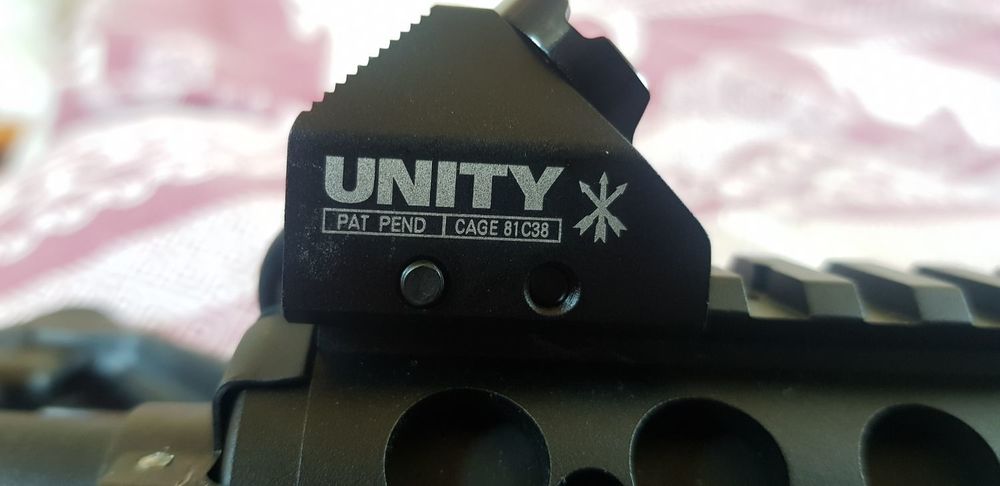 UNITY
PAT PEND CAGE 81C38